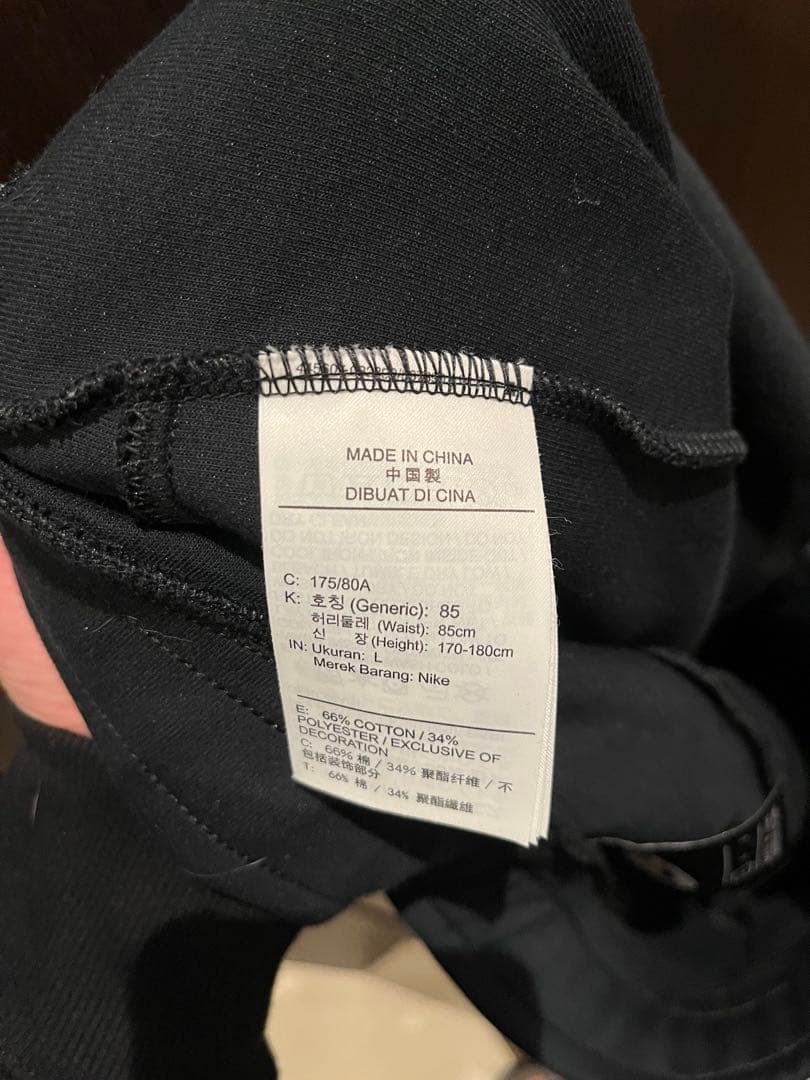 MADE IN CHINA
中国製
DIBUAT DI CINA
C: 175/80A
K: 호칭 (Generic): 85
허리둘레 (Waist): 85cm
신 장 (Height): 170-180cm
IN: Ukuran: L
Merek Barang: Nike
E: 66% COTTON / 34%
POLYESTER / EXCLUSIVE OF
DECORATION
C: 66% 棉 / 34% 聚酯纤维 / 不
包括装饰部分
T: 66% 棉 / 34% 聚酯纖維